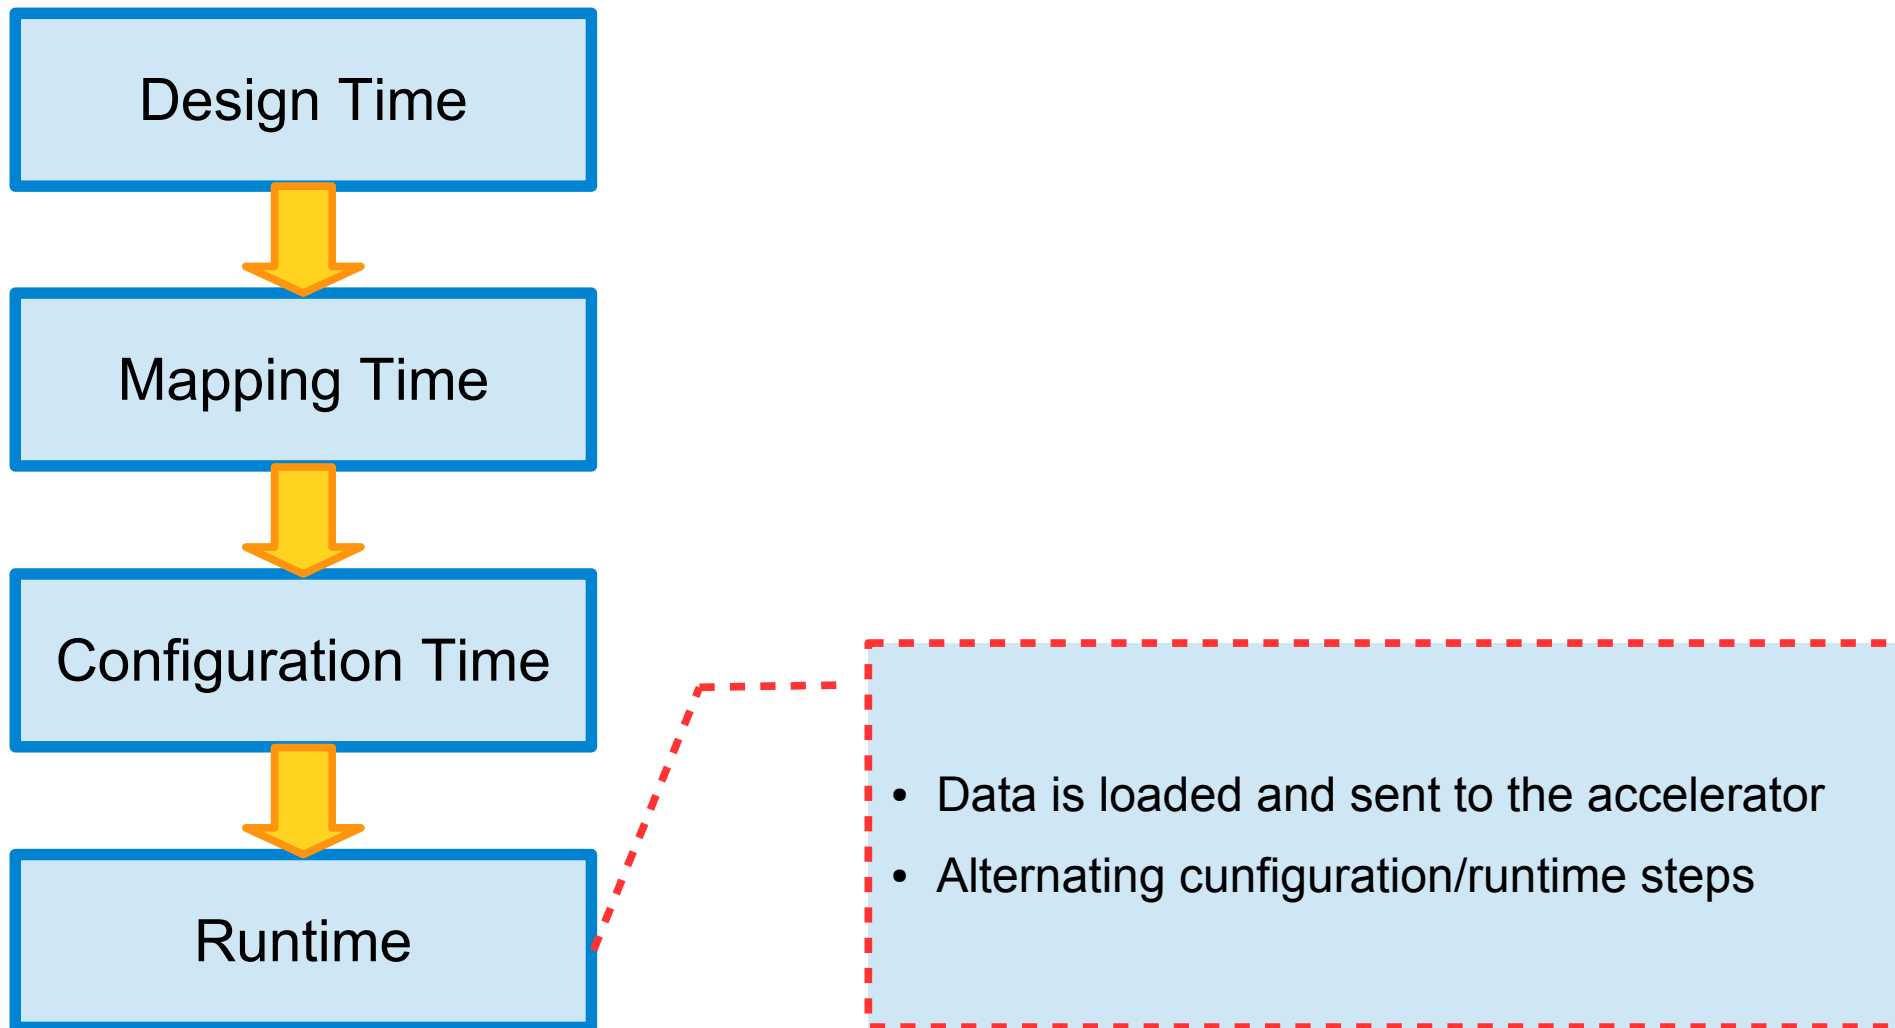 Design Time
Mapping Time
Configuration Time
Runtime
• Data is loaded and sent to the accelerator
• Alternating cunfiguration/runtime steps